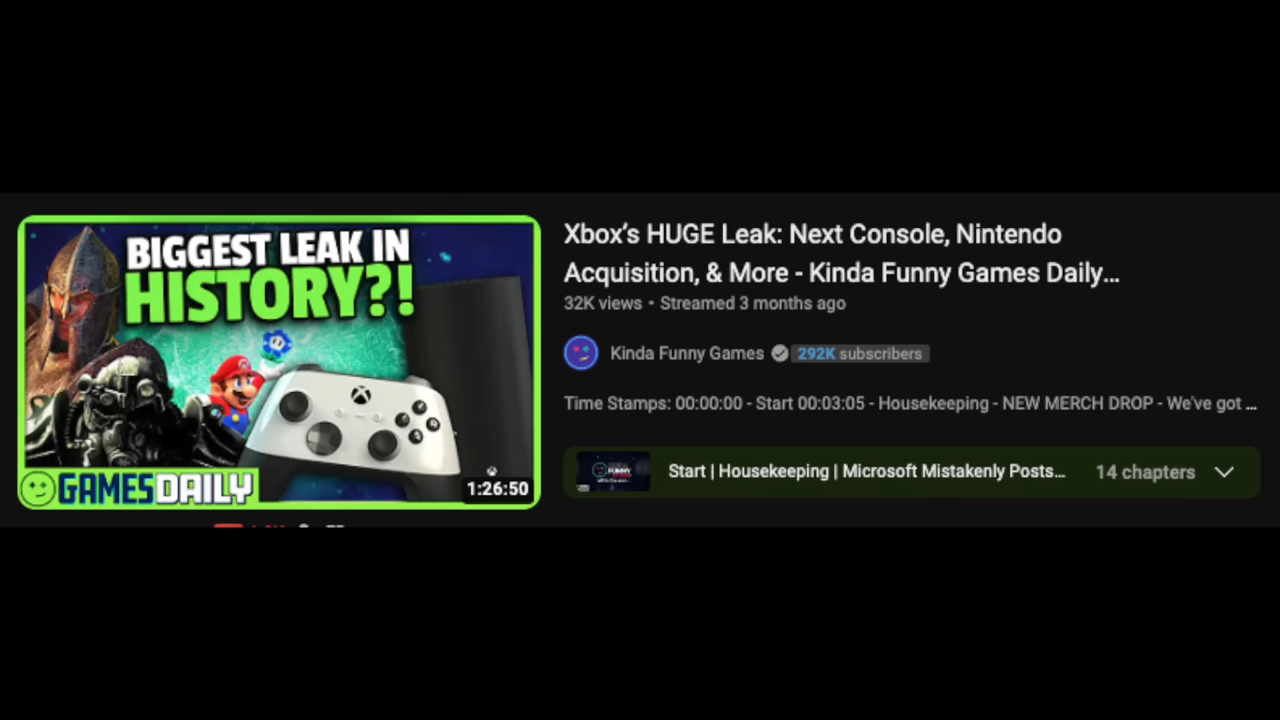 BIGGEST LEAK IN
HISTORY?!
GAMESDAILY
1:26:50
Xbox's HUGE Leak: Next Console, Nintendo
Acquisition, & More - Kinda Funny Games Daily...
32K views • Streamed 3 months ago
Kinda Funny Games 292K subscribers
Time Stamps: 00:00:00 - Start 00:03:05 - Housekeeping - NEW MERCH DROP - We've got ...
Start | Housekeeping | Microsoft Mistakenly Posts...
14 chapters